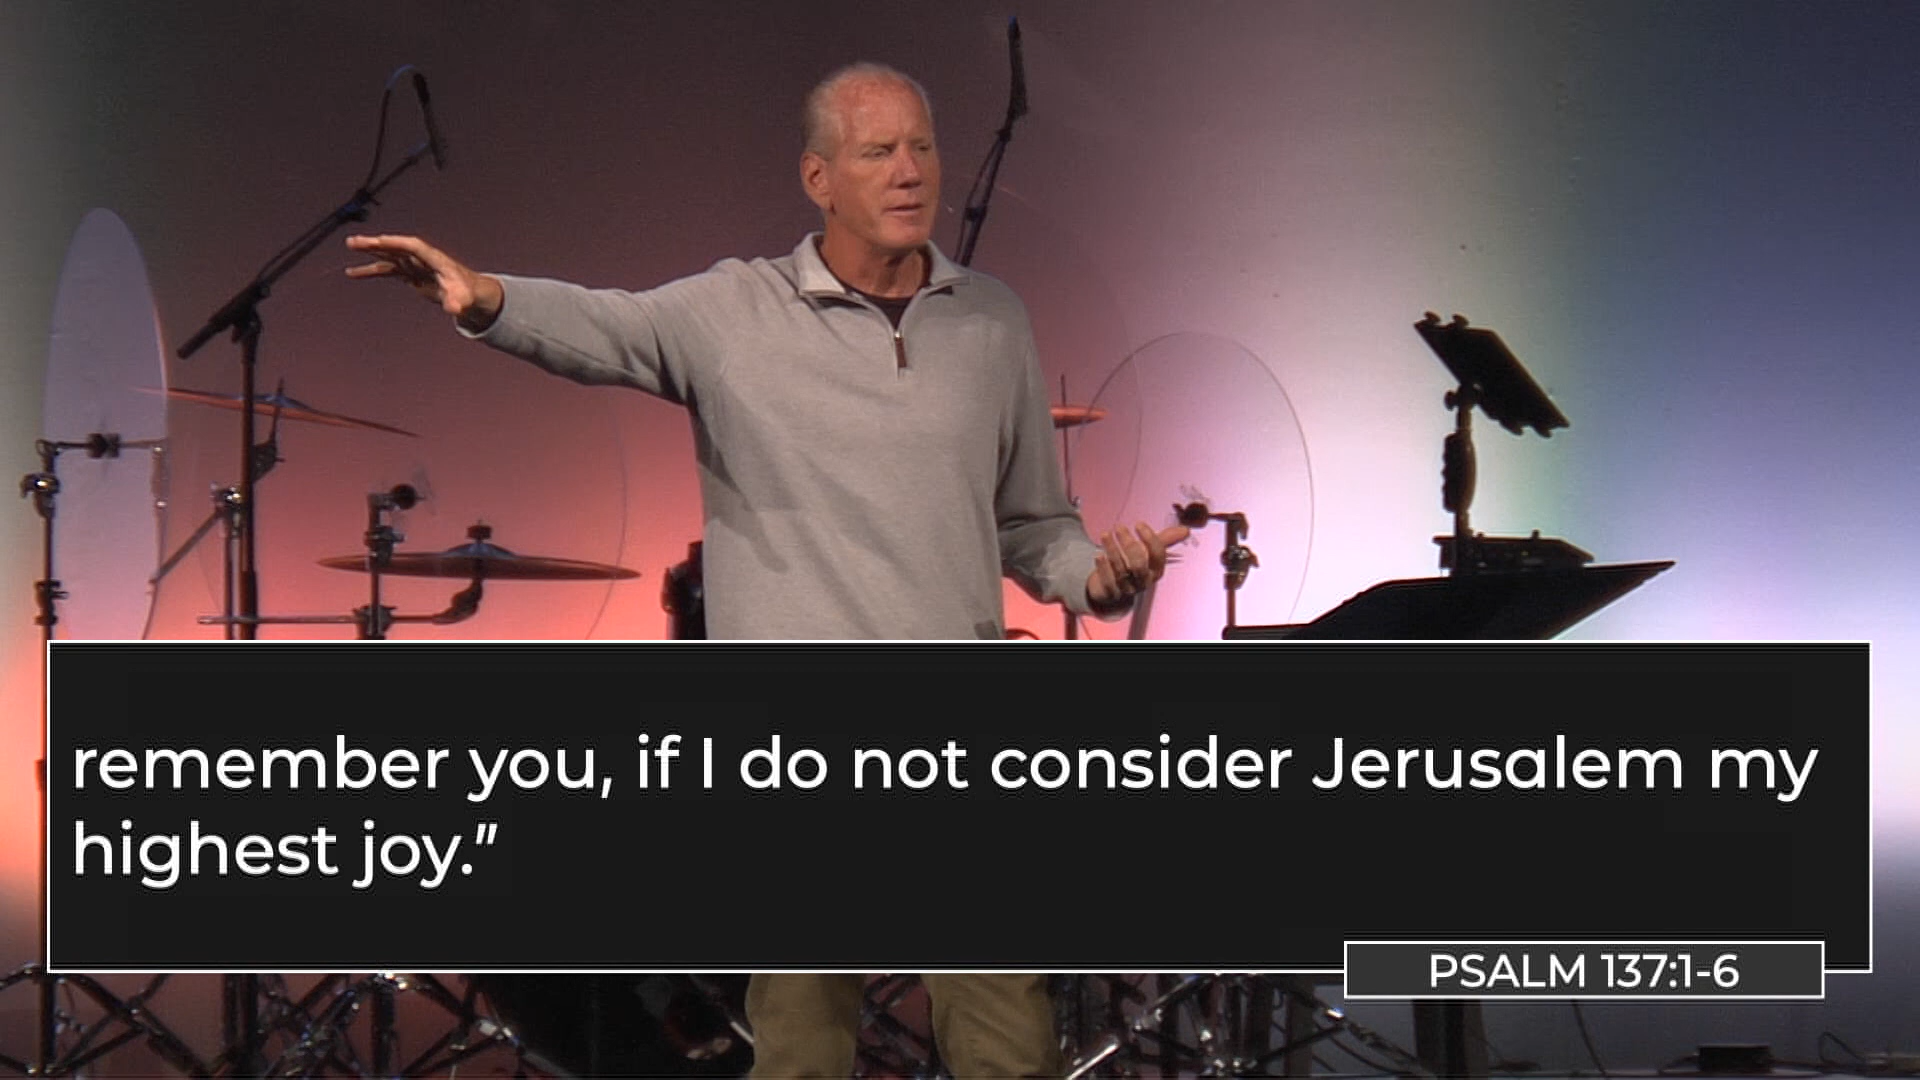 remember you, if I do not consider Jerusalem my
highest joy."
PSALM 137:1-6